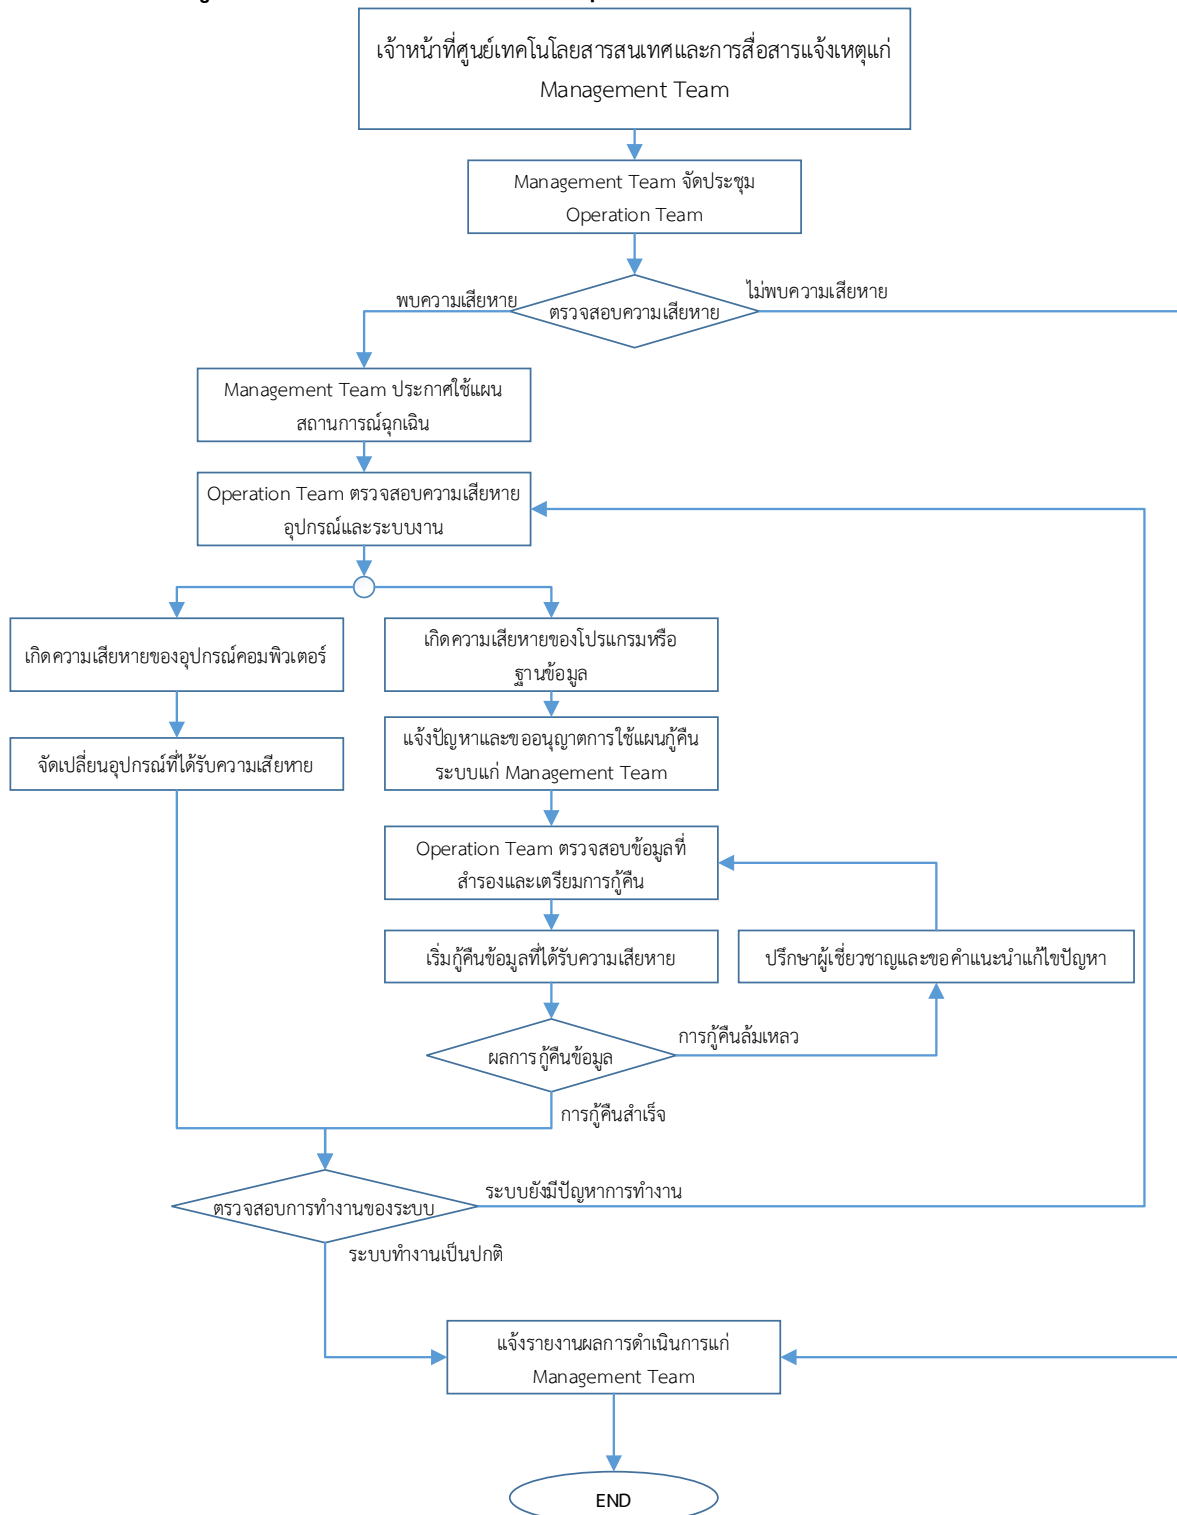 เจ้าหน้าที่ศูนย์เทคโนโลยสารสนเทศและการสื่อสารแจ้งเหตุแก่
Management Team
Management Team จัดประชุม
Operation Team
พบความเสียหาย
ตรวจสอบความเสียหาย
ไม่พบความเสียหาย
Management Team ประกาศใช้แผน
สถานการณ์ฉุกเฉิน
Operation Team ตรวจสอบความเสียหาย
อุปกรณ์และระบบงาน
เกิดความเสียหายของอุปกรณ์คอมพิวเตอร์
เกิดความเสียหายของโปรแกรมหรือ
ฐานข้อมูล
จัดเปลี่ยนอุปกรณ์ที่ได้รับความเสียหาย
แจ้งปัญหาและขออนุญาตการใช้แผนกู้คืน
ระบบแก่ Management Team
Operation Team ตรวจสอบข้อมูลที่
สำรองและเตรียมการกู้คืน
เริ่มกู้คืนข้อมูลที่ได้รับความเสียหาย
ปรึกษาผู้เชี่ยวชาญและขอคำแนะนำแก้ไขปัญหา
ผลการกู้คืนข้อมูล
การกู้คืนล้มเหลว
การกู้คืนสำเร็จ
ตรวจสอบการทำงานของระบบ
ระบบยังมีปัญหาการทำงาน
ระบบทำงานเป็นปกติ
แจ้งรายงานผลการดำเนินการแก่
Management Team
END